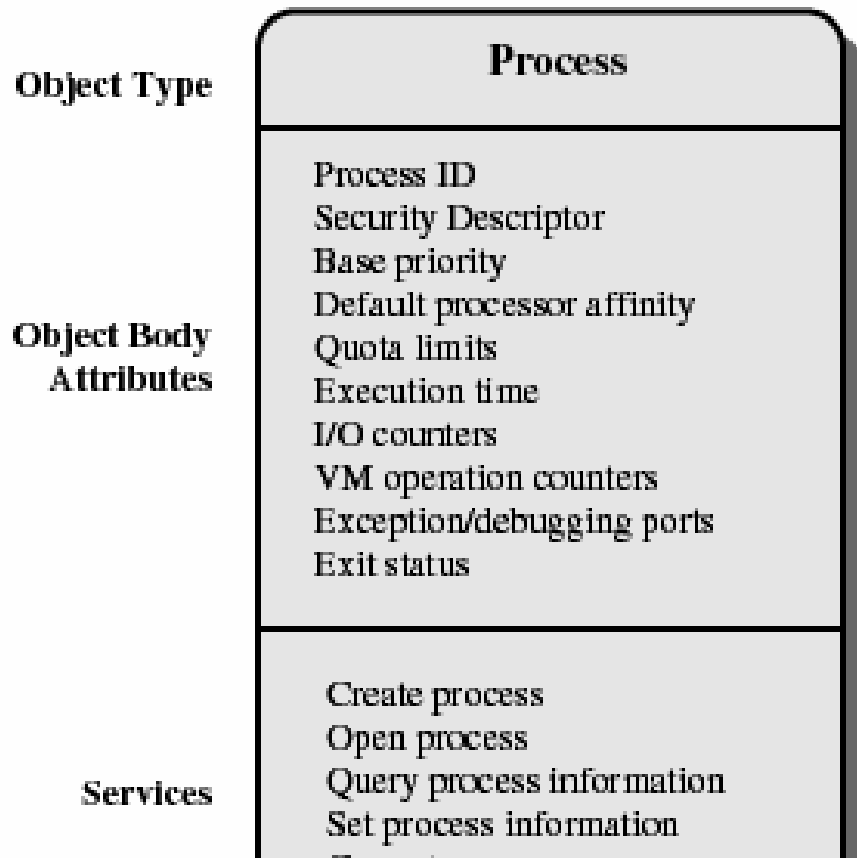 Object Type
Process
Object Body
Attributes
Process ID
Security Descriptor
Base priority
Default processor affinity
Quota limits
Execution time
I/O counters
VM operation counters
Exception/debugging ports
Exit status
Services
Create process
Open process
Query process information
Set process information